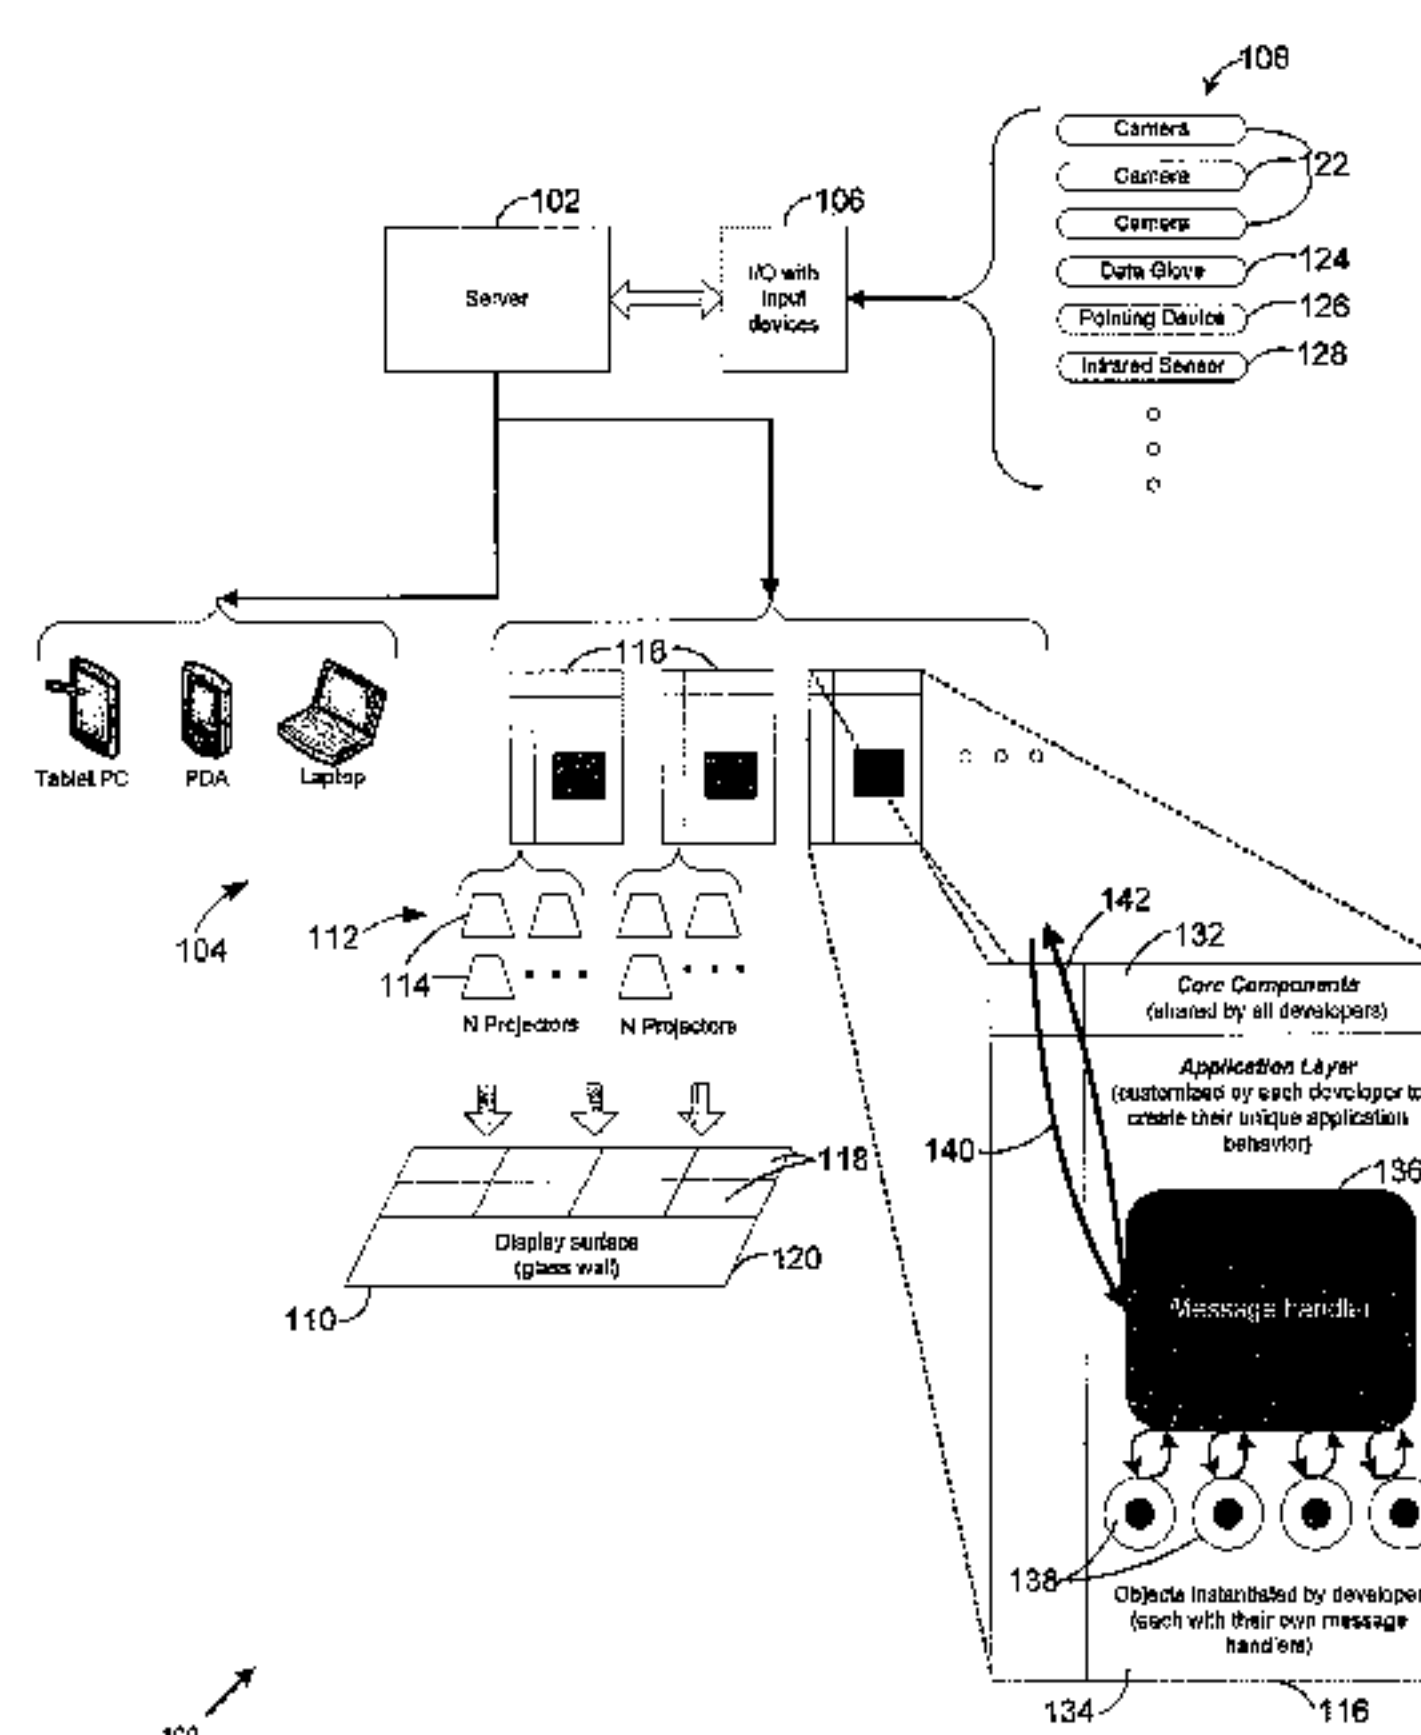 108
Camera
Camera
122
Camera
Data Glove
124
Pointing Device
126
Infrared Sensor
128
102
106
Server
I/O with
input
devices
116
Tablet PC
PDA
Laptop
104
112
114
N Projectors
N Projectors
118
Display surface
(glass wall)
120
110
142
132
Core Components
(shared by all developers)
Application Layer
(customized by each developer to
create their unique application
behavior)
140
136
Message handler
138
Objects instantiated by developer
(each with their own message
handlers)
134
116